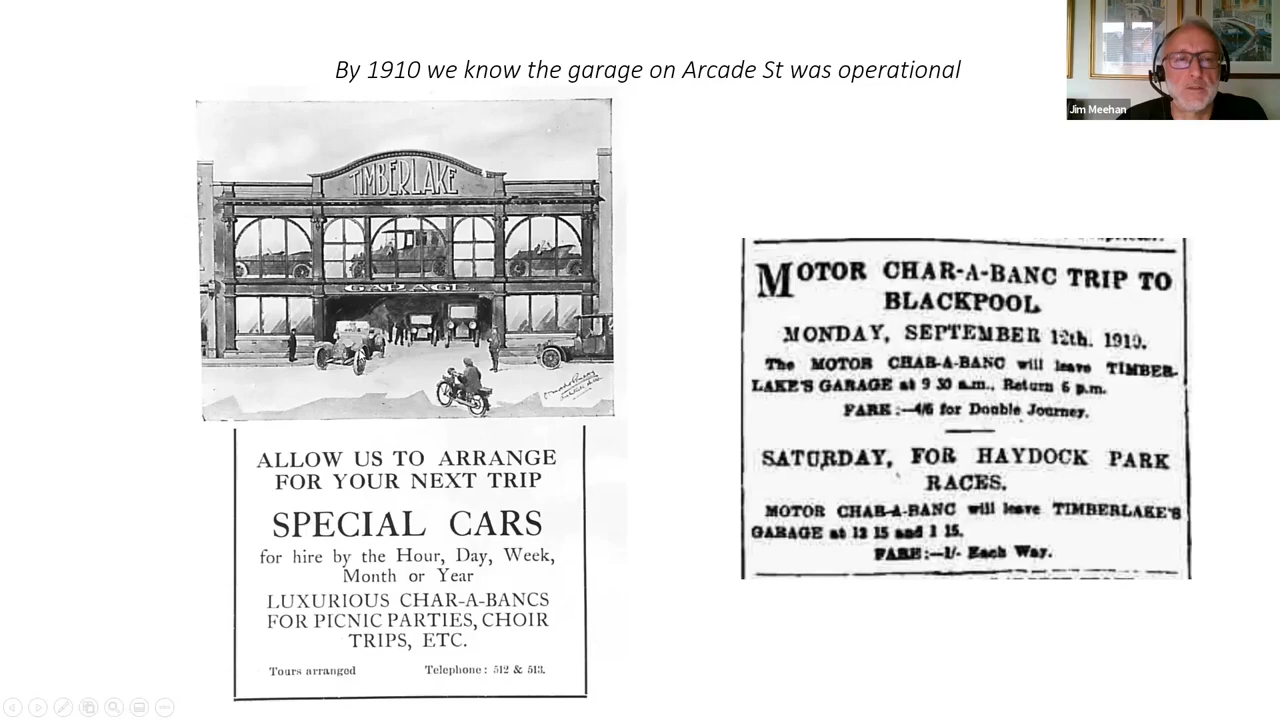 By 1910 we know the garage on Arcade St was operational
Jim Meehan
TIMBERLAKE
GARAGE
ALLOW US TO ARRANGE
FOR YOUR NEXT TRIP
SPECIAL CARS
for hire by the Hour, Day, Week,
Month or Year
LUXURIOUS CHAR-A-BANCS
FOR PICNIC PARTIES, CHOIR
TRIPS, ETC.
Tours arranged Telephone: 512 & 513.
MOTOR CHAR-A-BANC TRIP TO
BLACKPOOL
MONDAY, SEPTEMBER 12th. 1910.
The MOTOR CHAR-A-BANC will leave TIMBER-
LAKE'S GARAGE at 9 30 a.m., Return 6 p.m.
FARE:—4/6 for Double Journey.
SATURDAY, FOR HAYDOCK PARK
RACES.
MOTOR CHAR-A-BANC will leave TIMBERLAKE'S
GARAGE at 12 15 and 1 15.
FARE:—1/- Each Way.